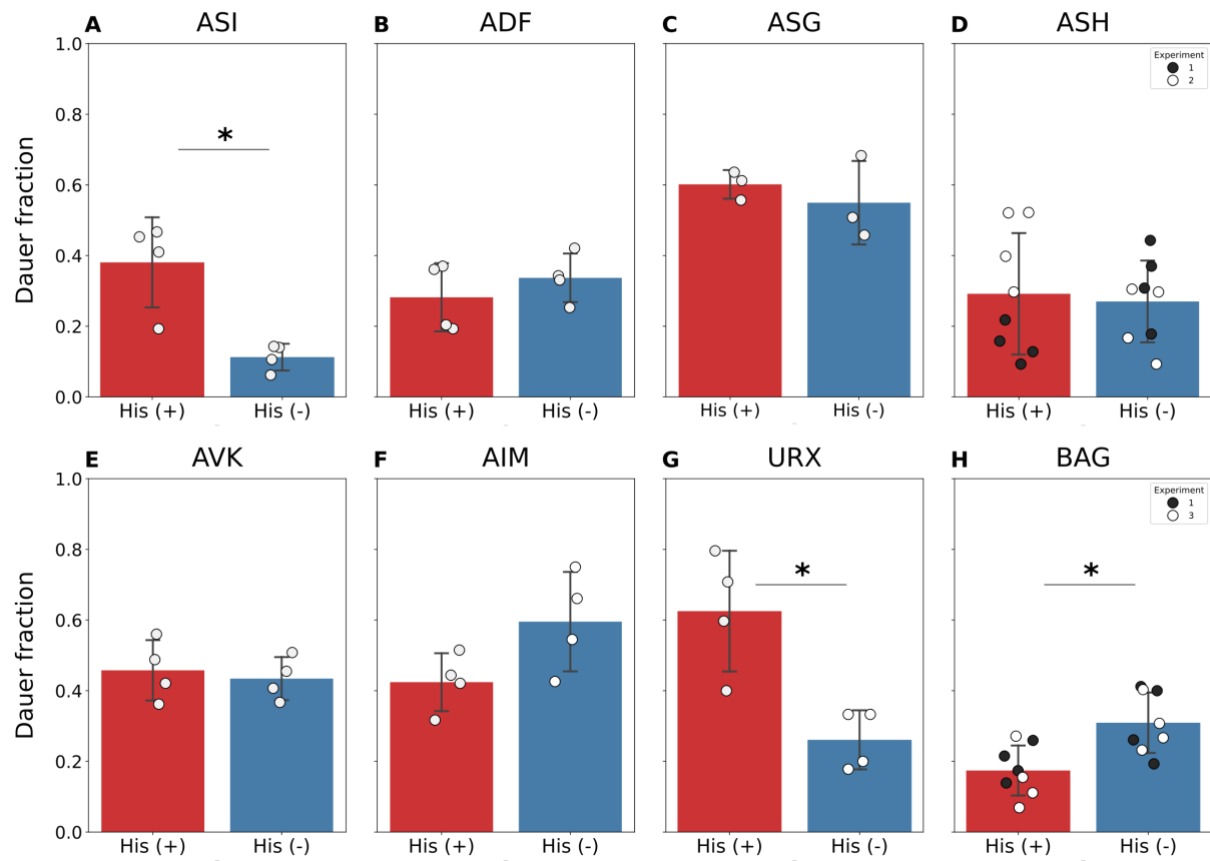 A ASI
B ADF
C ASG
D ASH
Dauer fraction
1.0
0.8
0.6
0.4
0.2
0.0
*
Experiment
1
2
His (+) His (-)
His (+) His (-)
His (+) His (-)
His (+) His (-)
E AVK
F AIM
G URX
H BAG
Dauer fraction
1.0
0.8
0.6
0.4
0.2
0.0
*
*
Experiment
1
3
His (+) His (-)
His (+) His (-)
His (+) His (-)
His (+) His (-)